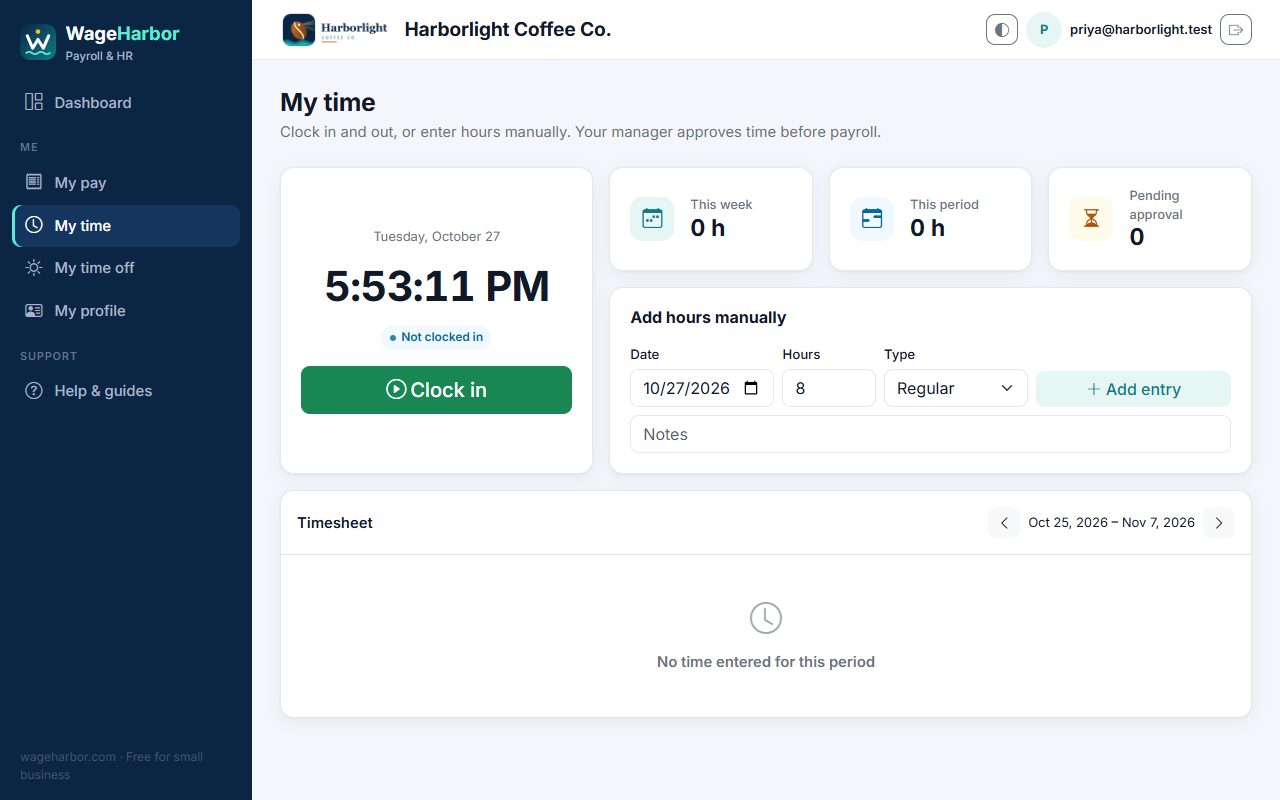 WageHarbor
Payroll & HR
Dashboard
ME
My pay
My time
My time off
My profile
SUPPORT
Help & guides
wageharbor.com · Free for small
business
Harborlight
COFFEE CO.
Harborlight Coffee Co.
P
priya@harborlight.test
My time
Clock in and out, or enter hours manually. Your manager approves time before payroll.
Tuesday, October 27
5:53:11 PM
Not clocked in
Clock in
This week
0 h
This period
0 h
Pending
approval
0
Add hours manually
Date
Hours
Type
10/27/2026
8
Regular
+ Add entry
Notes
Timesheet
Oct 25, 2026 – Nov 7, 2026
No time entered for this period